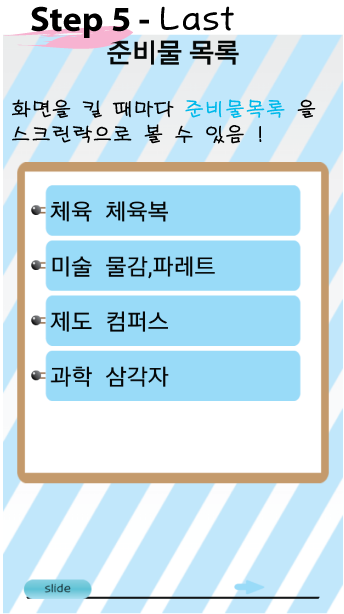 Step 5 - Last
준비물 목록
화면을 킬 때마다 준비물목록 을
스크린락으로 볼 수 있음 !
체육 체육복
미술 물감,파레트
제도 컴퍼스
과학 삼각자
slide